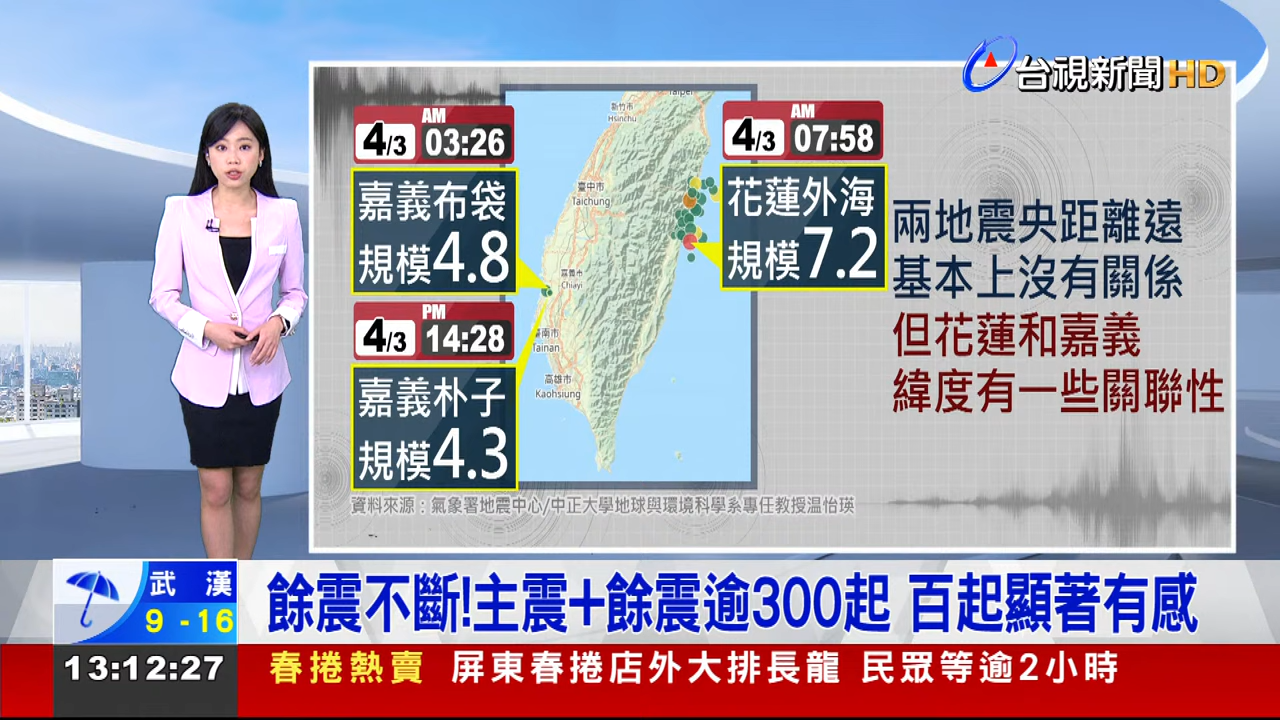 台視新聞HD
4/3 AM 03:26
嘉義布袋
規模4.8
4/3 PM 14:28
嘉義朴子
規模4.3
4/3 AM 07:58
花蓮外海
規模7.2
Taipei
新竹市
Hsinchu
臺中市
Taichung
嘉義市
Chiayi
臺南市
Tainan
高雄市
Kaohsiung
兩地震央距離遠
基本上沒有關係
但花蓮和嘉義
緯度有一些關聯性
資料來源：氣象署地震中心/中正大學地球與環境科學系專任教授温怡瑛
武漢
9 -16
餘震不斷!主震+餘震逾300起 百起顯著有感
13:12:27
春捲熱賣 屏東春捲店外大排長龍 民眾等逾2小時